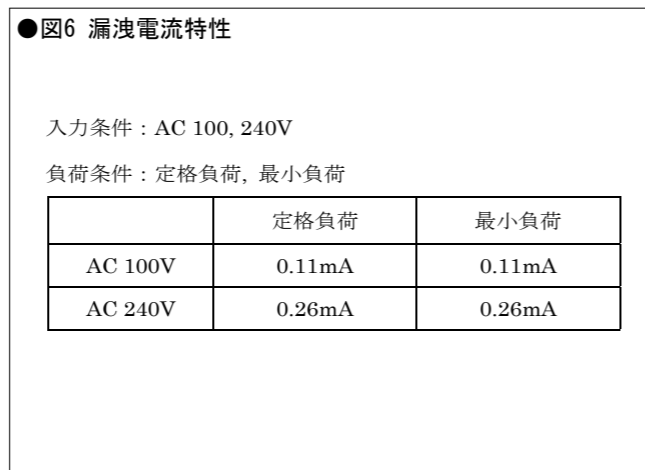 ●図6 漏洩電流特性
入力条件：AC 100, 240V
負荷条件：定格負荷, 最小負荷
定格負荷 最小負荷
AC 100V 0.11mA 0.11mA
AC 240V 0.26mA 0.26mA